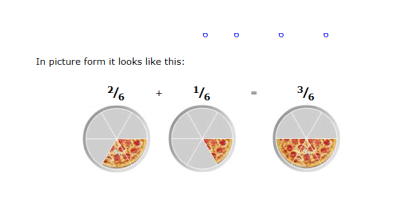 In picture form it looks like this:
²/₆ + ¹/₆ = ³/₆